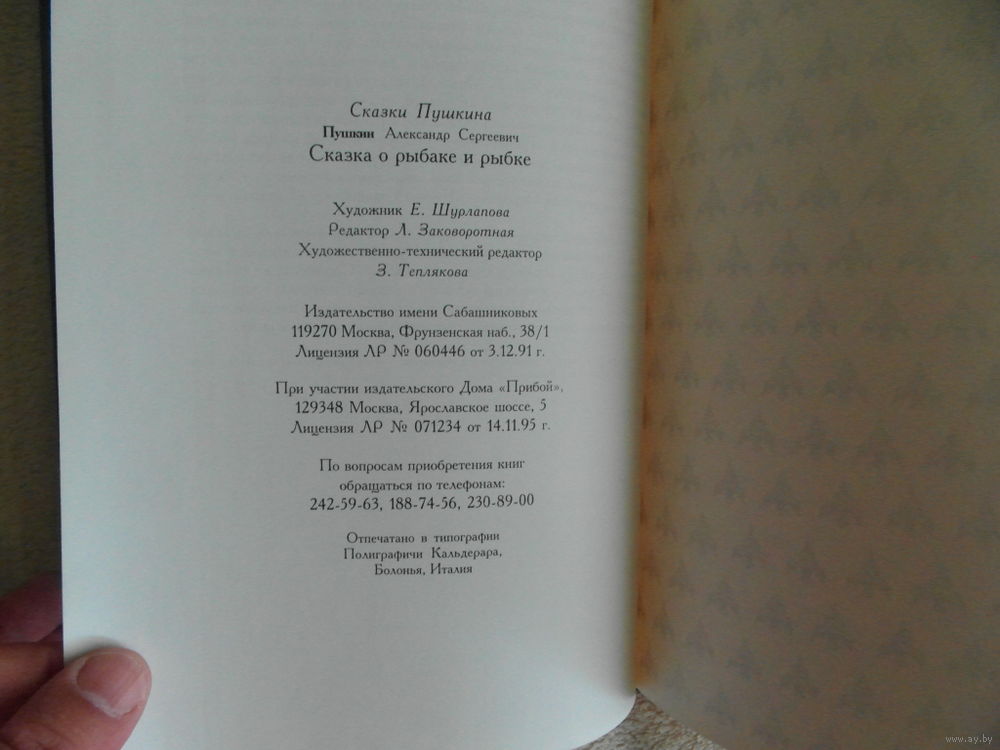 Сказки Пушкина
Пушкин Александр Сергеевич
Сказка о рыбаке и рыбке
Художник Е. Шурлапова
Редактор Л. Заковоротная
Художественно-технический редактор
З. Теплякова
Издательство имени Сабашниковых
119270 Москва, Фрунзенская наб., 38/1
Лицензия ЛР № 060446 от 3.12.91 г.
При участии издательского Дома «Прибой»,
129348 Москва, Ярославское шоссе, 5
Лицензия ЛР № 071234 от 14.11.95 г.
По вопросам приобретения книг
обращаться по телефонам:
242-59-63, 188-74-56, 230-89-00
Отпечатано в типографии
Полиграфичи Кальдерара,
Болонья, Италия
www.ay.by